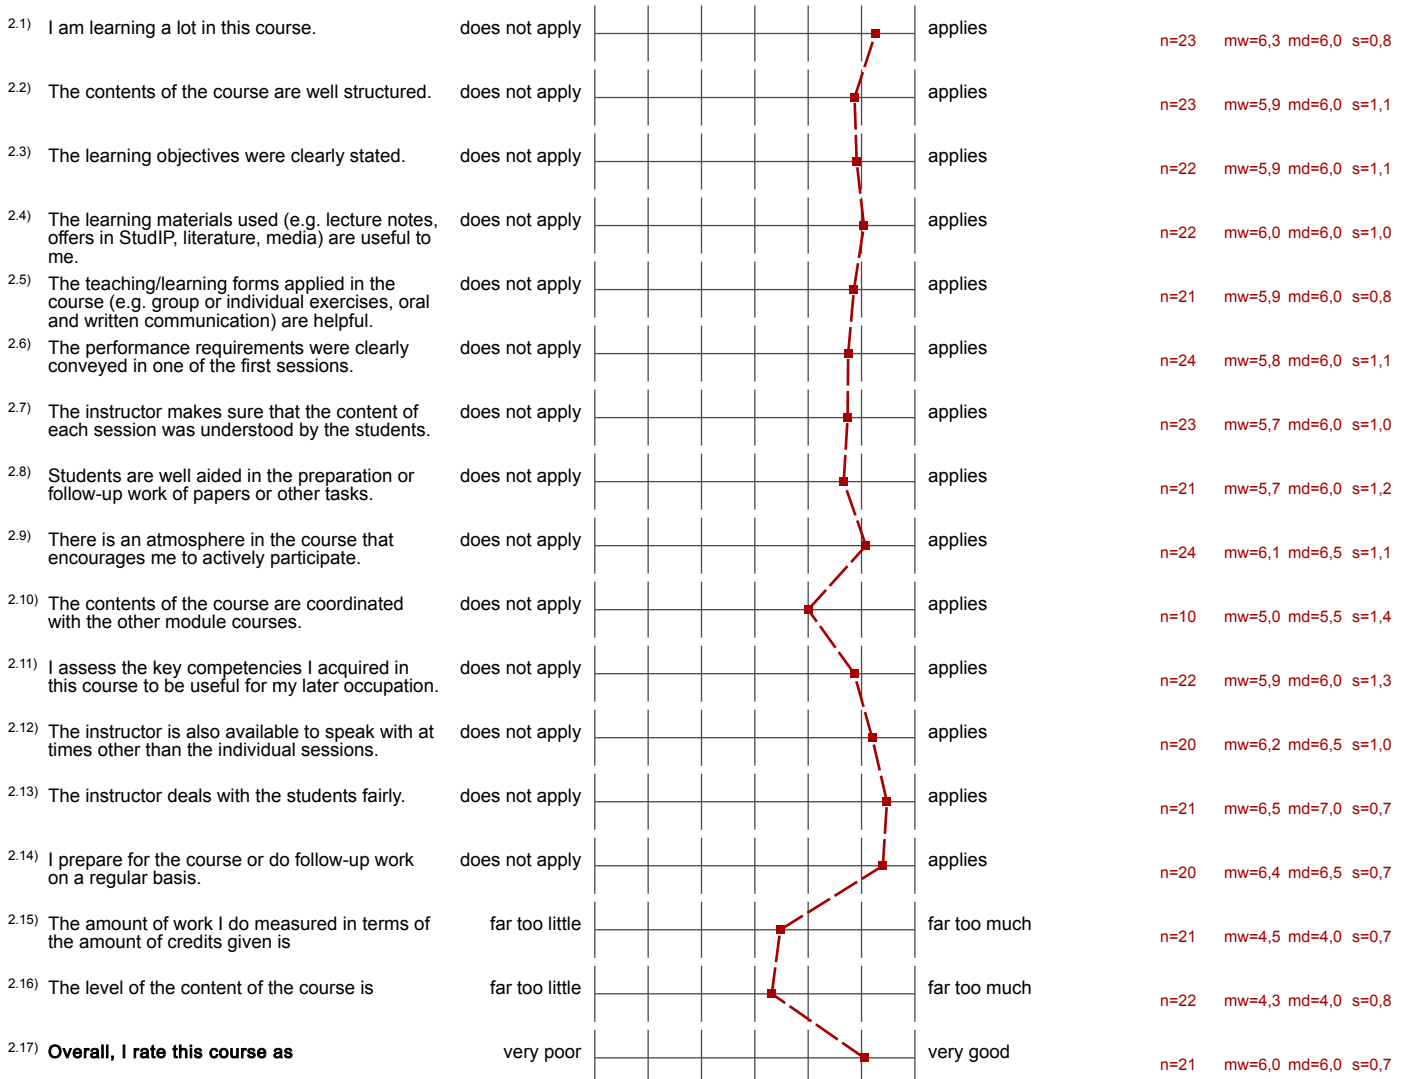 2.1) I am learning a lot in this course. does not apply applies n=23 mw=6,3 md=6,0 s=0,8
2.2) The contents of the course are well structured. does not apply applies n=23 mw=5,9 md=6,0 s=1,1
2.3) The learning objectives were clearly stated. does not apply applies n=22 mw=5,9 md=6,0 s=1,1
2.4) The learning materials used (e.g. lecture notes, does not apply applies n=22 mw=6,0 md=6,0 s=1,0
offers in StudIP, literature, media) are useful to
me.
2.5) The teaching/learning forms applied in the does not apply applies n=21 mw=5,9 md=6,0 s=0,8
course (e.g. group or individual exercises, oral
and written communication) are helpful.
2.6) The performance requirements were clearly does not apply applies n=24 mw=5,8 md=6,0 s=1,1
conveyed in one of the first sessions.
2.7) The instructor makes sure that the content of does not apply applies n=23 mw=5,7 md=6,0 s=1,0
each session was understood by the students.
2.8) Students are well aided in the preparation or does not apply applies n=21 mw=5,7 md=6,0 s=1,2
follow-up work of papers or other tasks.
2.9) There is an atmosphere in the course that does not apply applies n=24 mw=6,1 md=6,5 s=1,1
encourages me to actively participate.
2.10) The contents of the course are coordinated does not apply applies n=10 mw=5,0 md=5,5 s=1,4
with the other module courses.
2.11) I assess the key competencies I acquired in does not apply applies n=22 mw=5,9 md=6,0 s=1,3
this course to be useful for my later occupation.
2.12) The instructor is also available to speak with at does not apply applies n=20 mw=6,2 md=6,5 s=1,0
times other than the individual sessions.
2.13) The instructor deals with the students fairly. does not apply applies n=21 mw=6,5 md=7,0 s=0,7
2.14) I prepare for the course or do follow-up work does not apply applies n=20 mw=6,4 md=6,5 s=0,7
on a regular basis.
2.15) The amount of work I do measured in terms of far too little far too much n=21 mw=4,5 md=4,0 s=0,7
the amount of credits given is
2.16) The level of the content of the course is far too little far too much n=22 mw=4,3 md=4,0 s=0,8
2.17) Overall, I rate this course as very poor very good n=21 mw=6,0 md=6,0 s=0,7